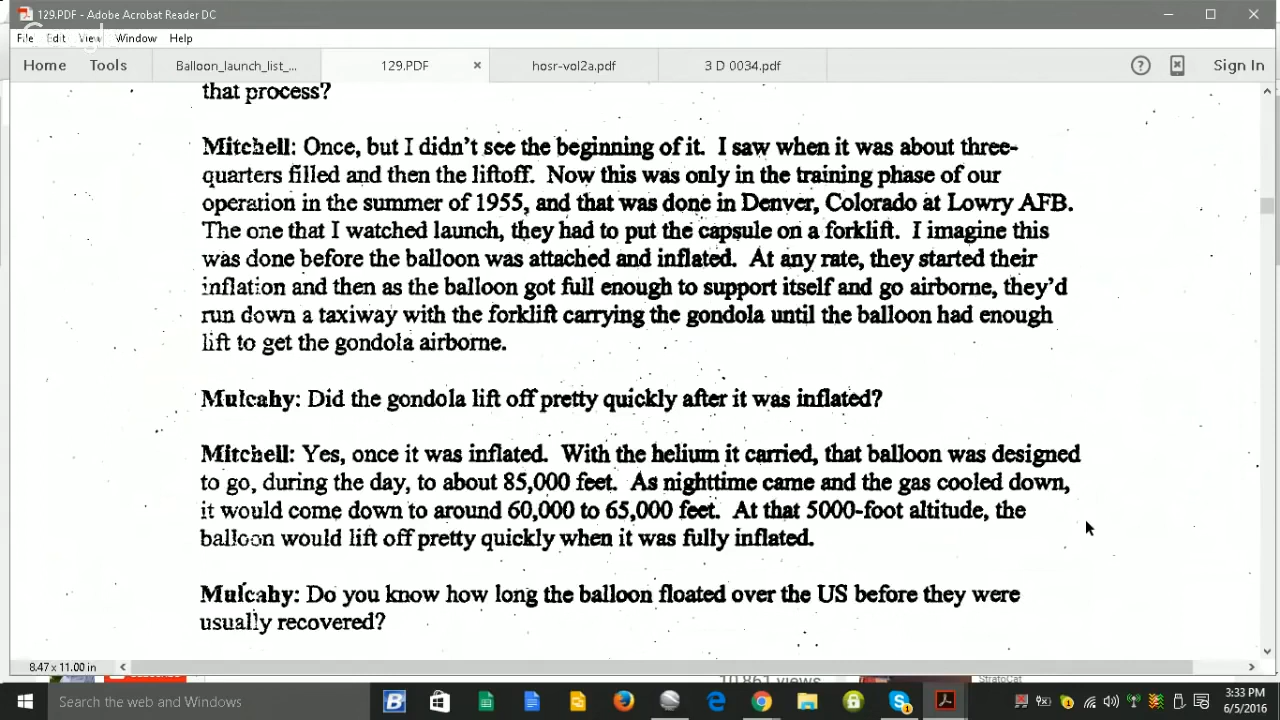 129.PDF - Adobe Acrobat Reader DC
Google
File Edit View Window Help
Home Tools Balloon_launch_list_... 129.PDF × hosr-vol2a.pdf 3 D 0034.pdf Sign In
that process?
Mitchell: Once, but I didn't see the beginning of it. I saw when it was about three-
quarters filled and then the liftoff. Now this was only in the training phase of our
operation in the summer of 1955, and that was done in Denver, Colorado at Lowry AFB.
The one that I watched launch, they had to put the capsule on a forklift. I imagine this
was done before the balloon was attached and inflated. At any rate, they started their
inflation and then as the balloon got full enough to support itself and go airborne, they'd
run down a taxiway with the forklift carrying the gondola until the balloon had enough
lift to get the gondola airborne.
Mulcahy: Did the gondola lift off pretty quickly after it was inflated?
Mitchell: Yes, once it was inflated. With the helium it carried, that balloon was designed
to go, during the day, to about 85,000 feet. As nighttime came and the gas cooled down,
it would come down to around 60,000 to 65,000 feet. At that 5000-foot altitude, the
balloon would lift off pretty quickly when it was fully inflated.
Mulcahy: Do you know how long the balloon floated over the US before they were
usually recovered?
8.47 x 11.00 in
10,861 views
StratoCat
Search the web and Windows
3:33 PM
6/5/2016